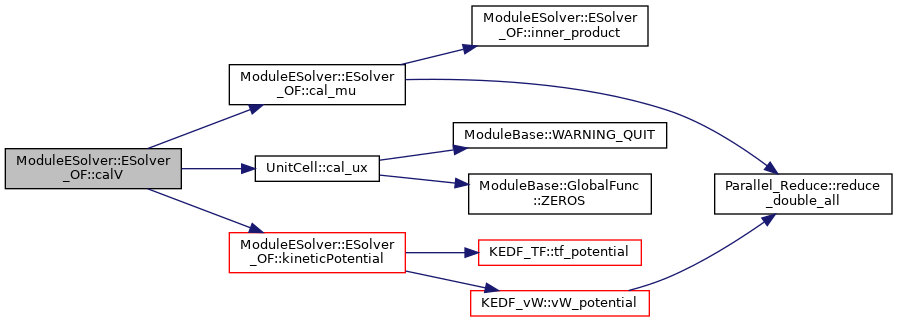 ModuleESolver::ESolver
_OF::calV
ModuleESolver::ESolver
_OF::cal_mu
ModuleESolver::ESolver
_OF::inner_product
Parallel_Reduce::reduce
_double_all
UnitCell::cal_ux
ModuleBase::WARNING_QUIT
ModuleBase::GlobalFunc
::ZEROS
ModuleESolver::ESolver
_OF::kineticPotential
KEDF_TF::tf_potential
KEDF_vW::vW_potential